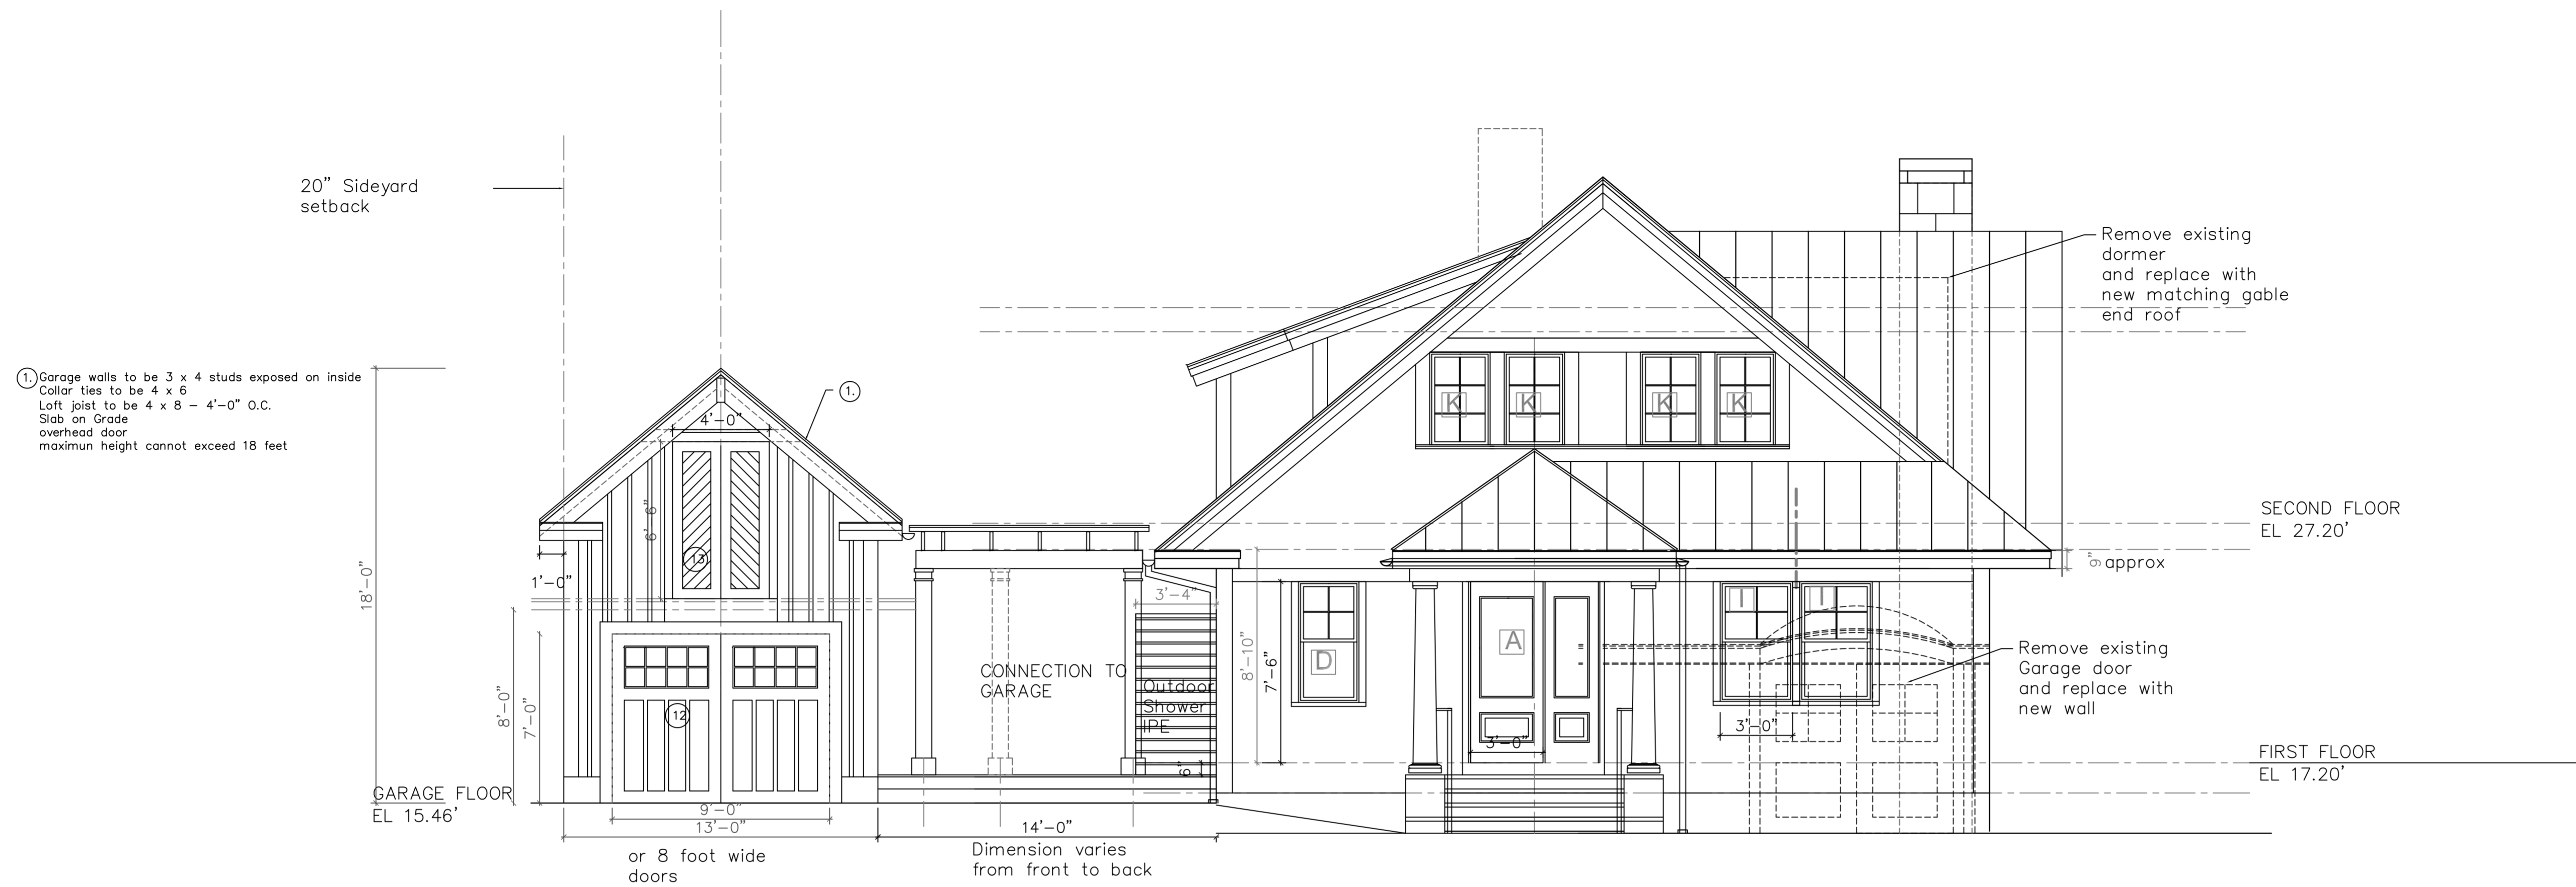 20” Sideyard
setback
Remove existing
dormer
and replace with
new matching gable
end roof
1. Garage walls to be 3 x 4 studs exposed on inside
Collar ties to be 4 x 6
Loft joist to be 4 x 8 – 4’–0” O.C.
Slab on Grade
overhead door
maximun height cannot exceed 18 feet
1.
4’–0”
K K K K
6’–6”
SECOND FLOOR
EL 27.20’
13
9” approx
1’–0”
18’–0”
3’–4”
I I
8’–10”
7’–6”
A
D
CONNECTION TO
GARAGE
Outdoor
Shower
IPE
Remove existing
Garage door
and replace with
new wall
8’–0”
7’–0”
12
3’–0”
3’–0”
6”
FIRST FLOOR
EL 17.20’
GARAGE FLOOR
EL 15.46’
9’–0”
13’–0”
14’–0”
or 8 foot wide
doors
Dimension varies
from front to back